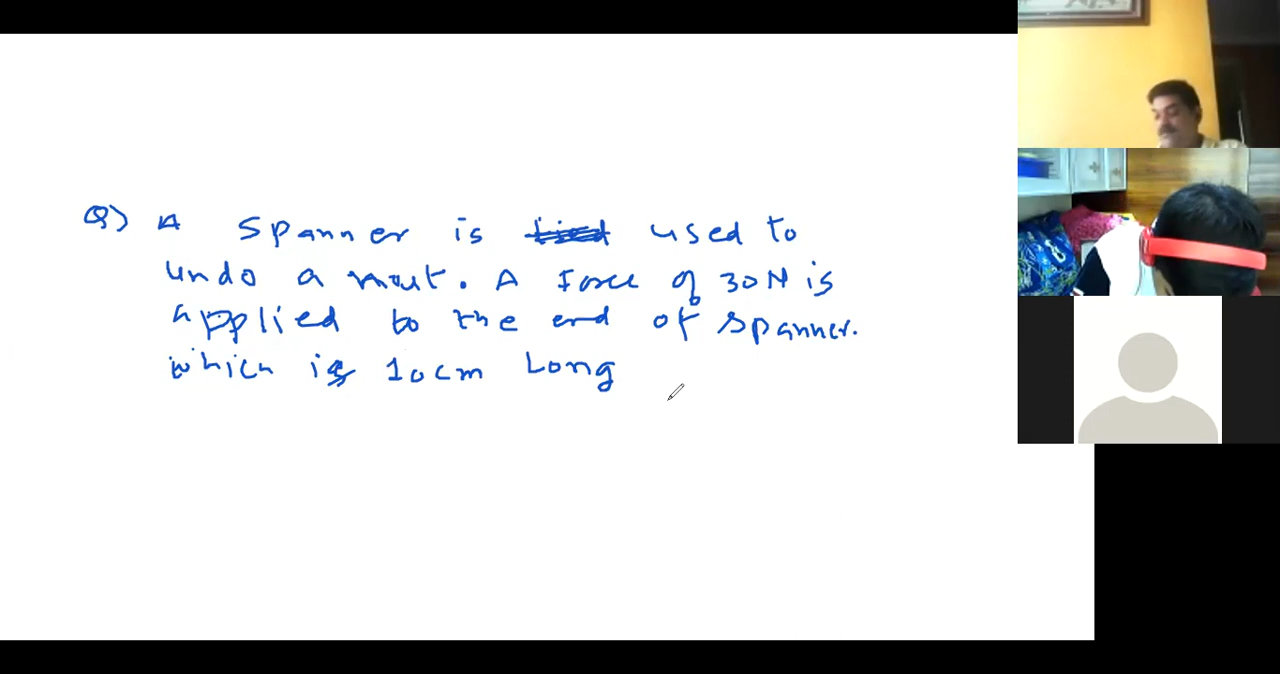 Q) A Spanner is used to
undo a nout. A Force of 30N is
applied to the end of spanner.
which is 10cm Long